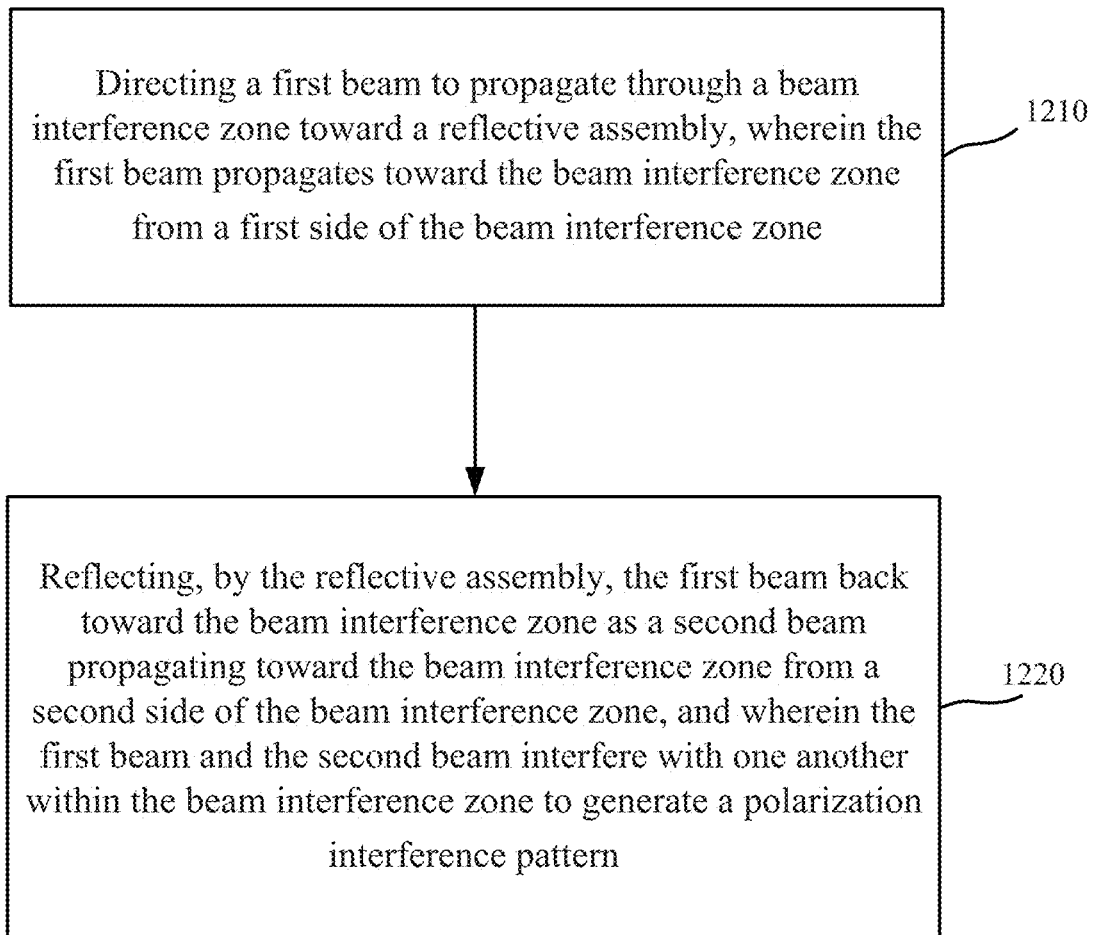 Directing a first beam to propagate through a beam
interference zone toward a reflective assembly, wherein the
first beam propagates toward the beam interference zone
from a first side of the beam interference zone
1210
Reflecting, by the reflective assembly, the first beam back
toward the beam interference zone as a second beam
propagating toward the beam interference zone from a
second side of the beam interference zone, and wherein the
first beam and the second beam interfere with one another
within the beam interference zone to generate a polarization
interference pattern
1220